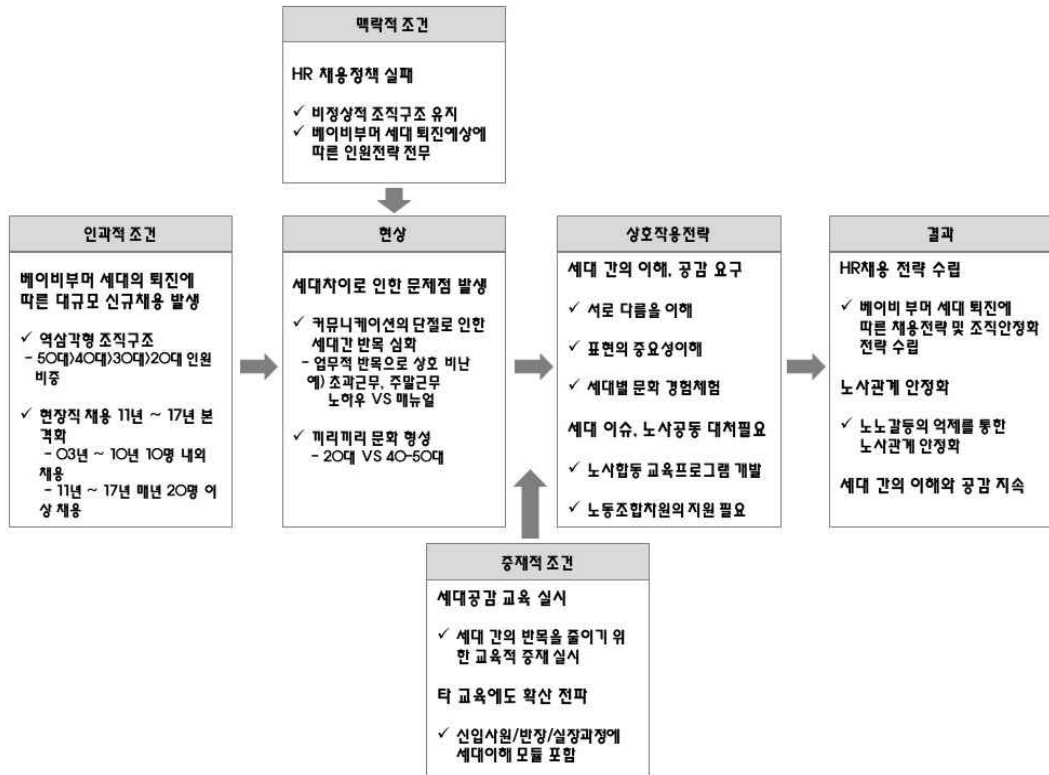 맥락적 조건
HR 채용정책 실패
✓ 비정상적 조직구조 유지
✓ 베이비부머 세대 퇴진예상에
따른 인원전략 전무
인과적 조건
베이비부머 세대의 퇴진에
따른 대규모 신규채용 발생
✓ 역삼각형 조직구조
- 50대>40대>30대>20대 인원
비중
✓ 현장직 채용 11년 ~ 17년 본
격화
- 03년 ~ 10년 10명 내외
채용
- 11년 ~ 17년 매년 20명 이
상 채용
현상
세대차이로 인한 문제점 발생
✓ 커뮤니케이션의 단절로 인한
세대간 반목 심화
- 업무적 반목으로 상호 비난
예) 초과근무, 주말근무
노하우 VS 매뉴얼
✓ 끼리끼리 문화 형성
- 20대 VS 40-50대
상호작용전략
세대 간의 이해, 공감 요구
✓ 서로 다름을 이해
✓ 표현의 중요성이해
✓ 세대별 문화 경험체험
세대 이슈, 노사공동 대처필요
✓ 노사합동 교육프로그램 개발
✓ 노동조합차원의 지원 필요
결과
HR채용 전략 수립
✓ 베이비 부머 세대 퇴진에
따른 채용전략 및 조직안정화
전략 수립
노사관계 안정화
✓ 노노갈등의 억제를 통한
노사관계 안정화
세대 간의 이해와 공감 지속
중재적 조건
세대공감 교육 실시
✓ 세대 간의 반목을 줄이기 위
한 교육적 중재 실시
타 교육에도 확산 전파
✓ 신입사원/반장/실장과정에
세대이해 모듈 포함